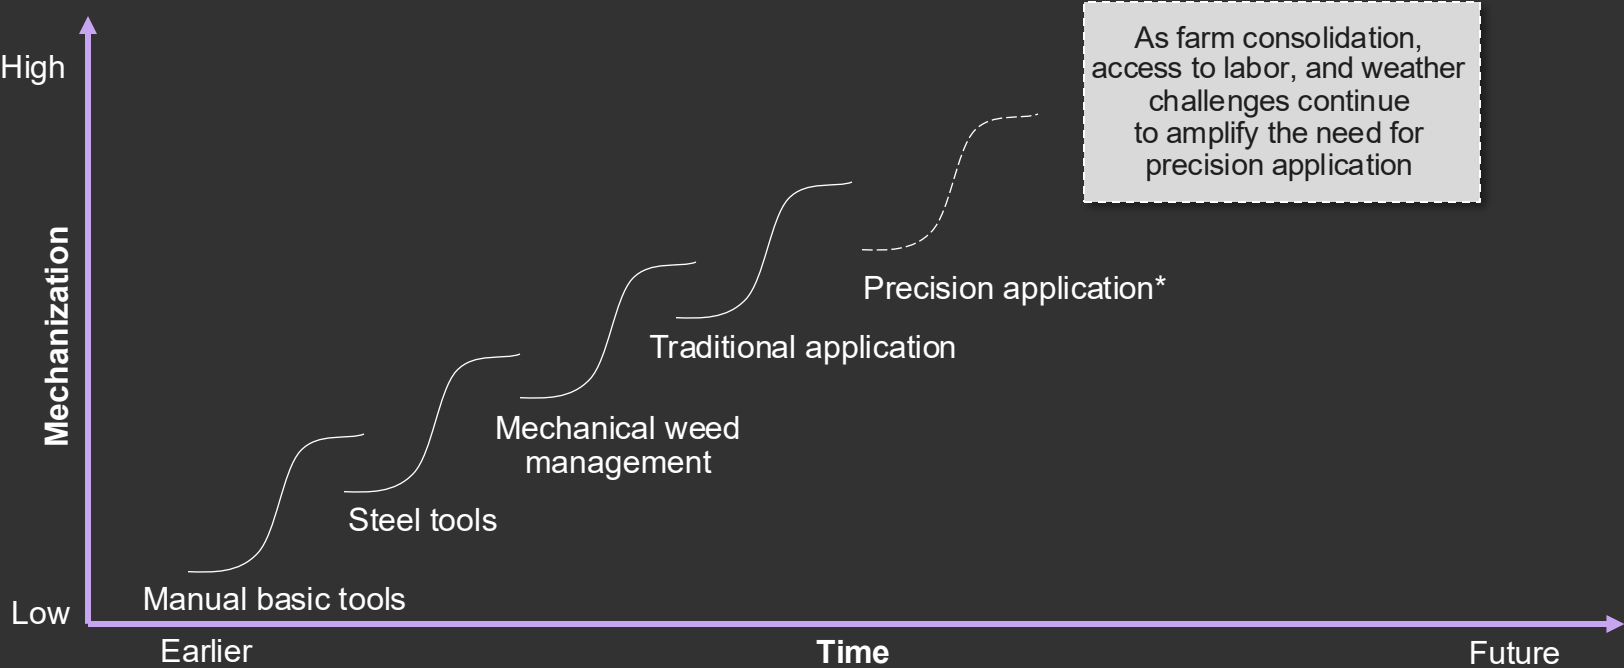 High
As farm consolidation,
access to labor, and weather
challenges continue
to amplify the need for
precision application
Mechanization
Precision application*
Traditional application
Mechanical weed
management
Steel tools
Manual basic tools
Low
Earlier
Time
Future